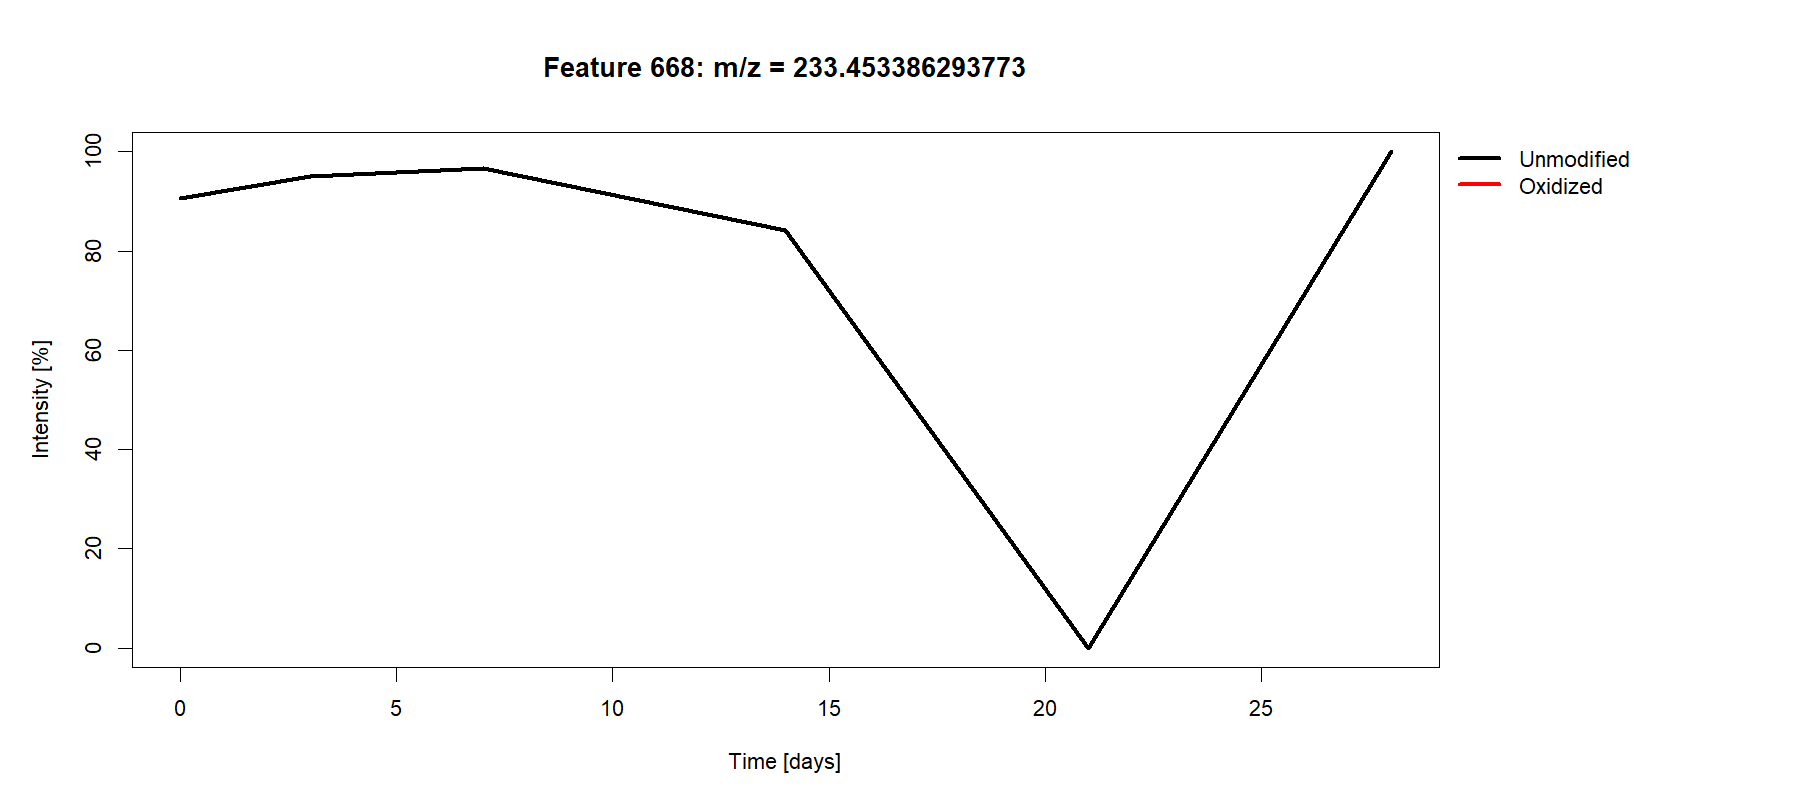 Feature 668: m/z = 233.453386293773
Unmodified
Oxidized
Intensity [%]
100
80
60
40
20
0
0 5 10 15 20 25
Time [days]